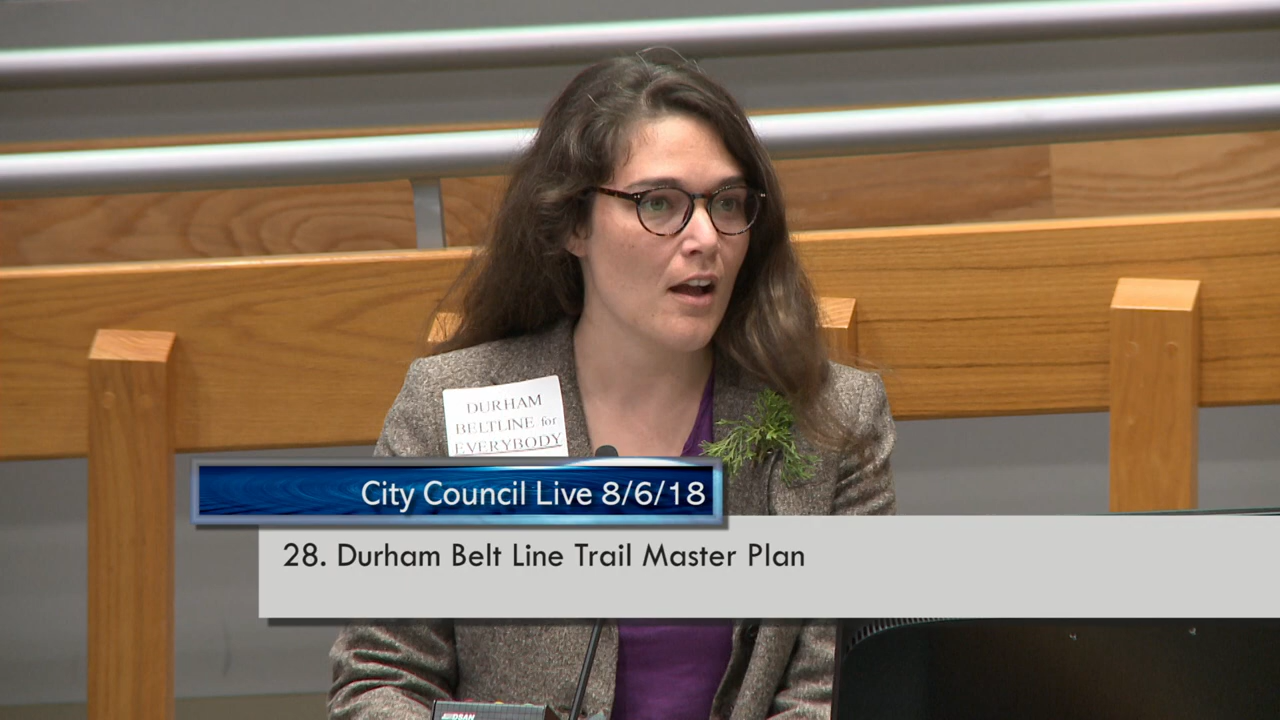 DURHAM
BELTLINE for
EVERYBODY
City Council Live 8/6/18
28. Durham Belt Line Trail Master Plan